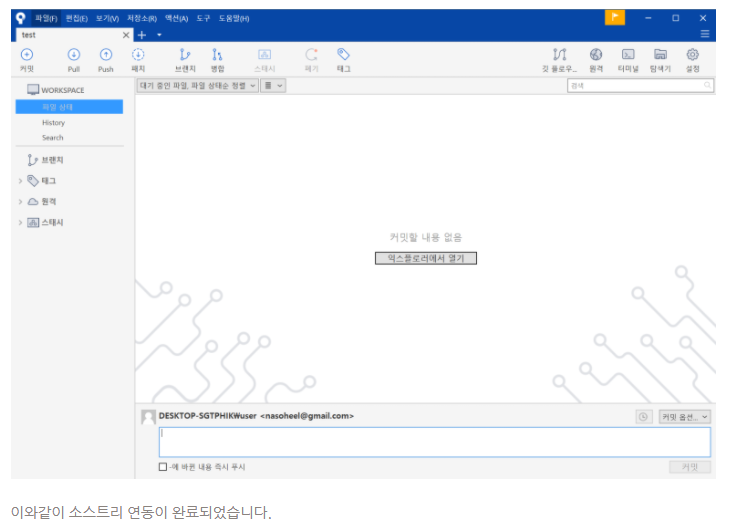 파일(F) 편집(E) 보기(V) 저장소(R) 액션(A) 도구 도움말(H)
test
커밋 Pull Push 패치 브랜치 병합 스태시 폐기 태그 깃 플로우... 원격 터미널 탐색기 설정
WORKSPACE
대기 중인 파일, 파일 상태순 정렬
검색
파일 상태
History
Search
브랜치
태그
원격
스태시
커밋할 내용 없음
익스플로러에서 열기
DESKTOP-SGTPHIK₩user <nasoheel@gmail.com>
커밋 옵션...
-에 바뀐 내용 즉시 푸시
커밋
이와같이 소스트리 연동이 완료되었습니다.